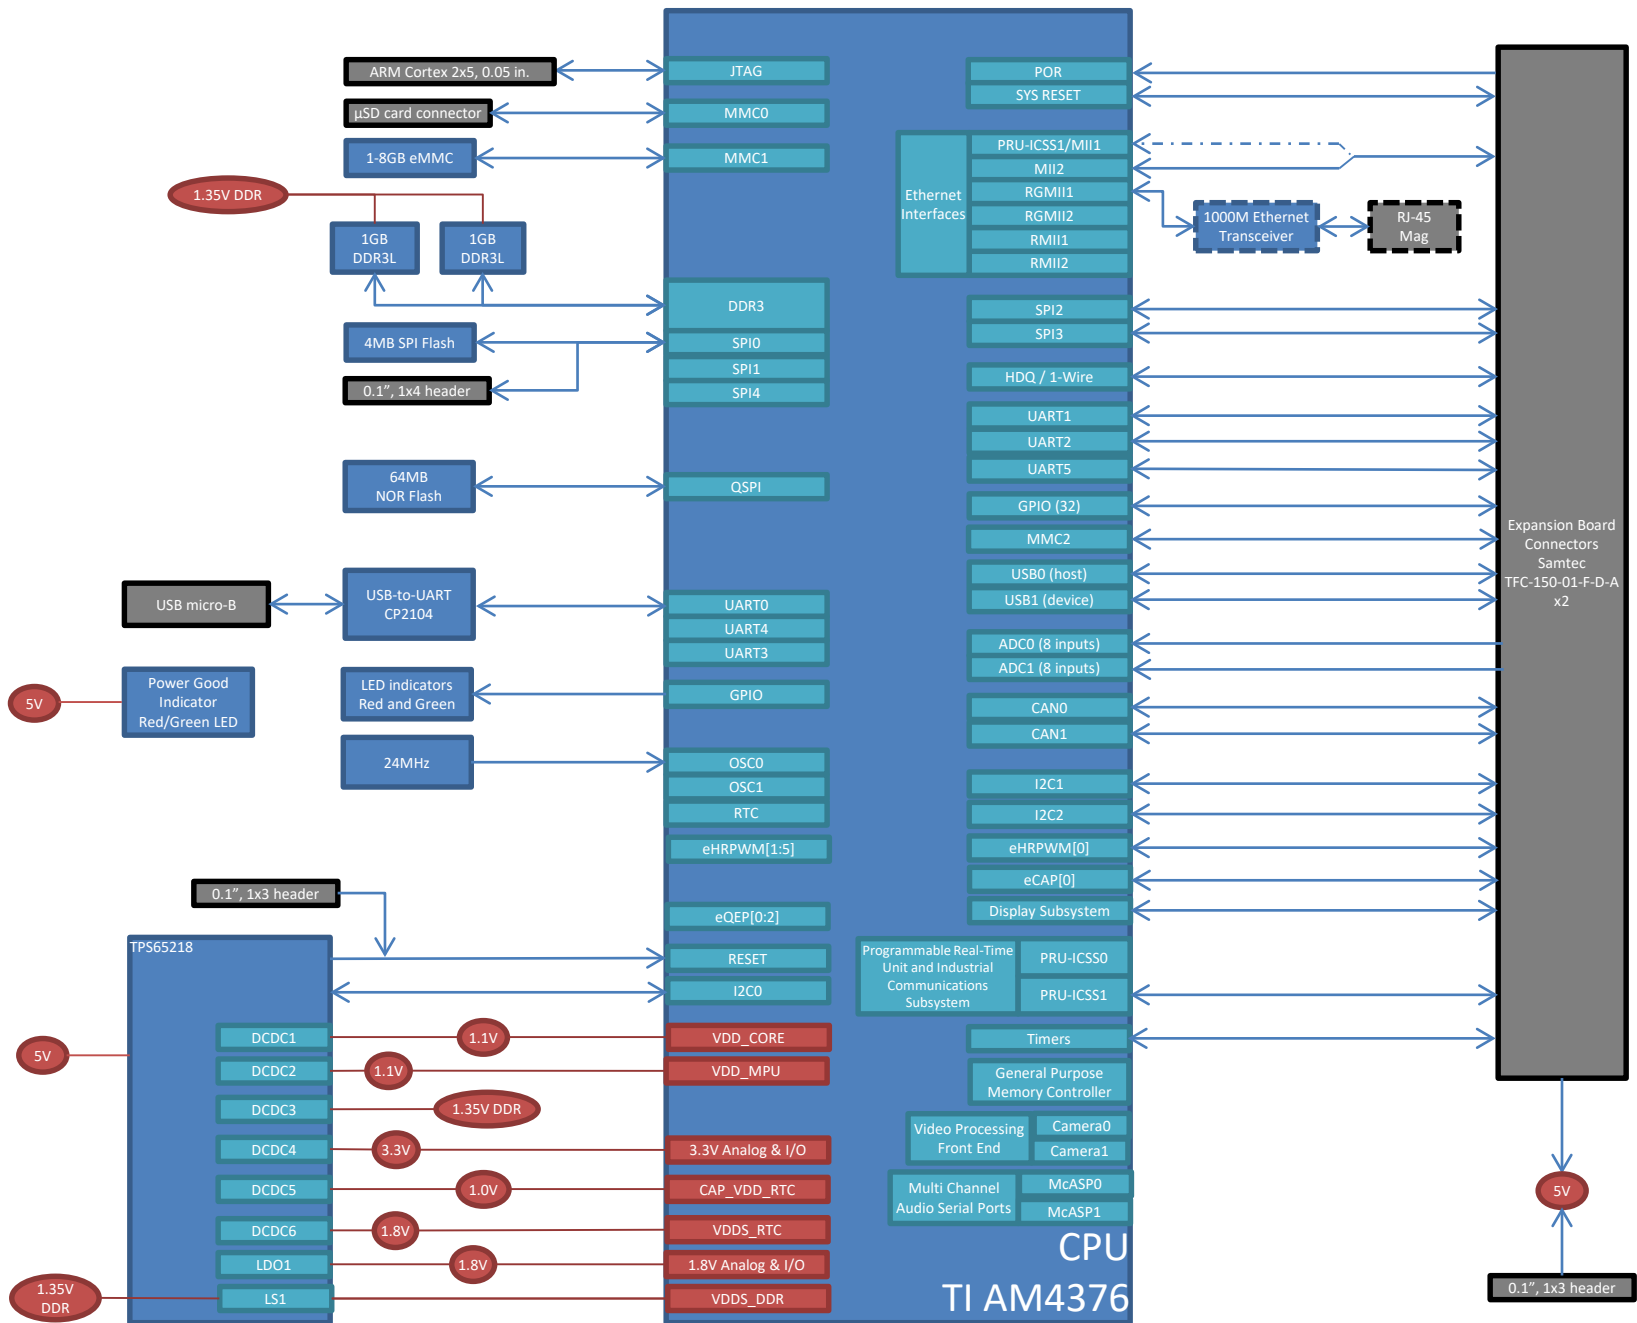 ARM Cortex 2x5, 0.05 in.
µSD card connector
1-8GB eMMC
1.35V DDR
1GB
DDR3L
1GB
DDR3L
4MB SPI Flash
0.1”, 1x4 header
64MB
NOR Flash
USB micro-B
USB-to-UART
CP2104
5V
Power Good
Indicator
Red/Green LED
LED indicators
Red and Green
24MHz
0.1”, 1x3 header
TPS65218
5V
DCDC1
DCDC2
DCDC3
DCDC4
DCDC5
DCDC6
LDO1
LS1
1.35V
DDR
1.1V
1.1V
1.35V DDR
3.3V
1.0V
1.8V
1.8V
JTAG
MMC0
MMC1
DDR3
SPI0
SPI1
SPI4
QSPI
UART0
UART4
UART3
GPIO
OSC0
OSC1
RTC
eHRPWM[1:5]
eQEP[0:2]
RESET
I2C0
VDD_CORE
VDD_MPU
3.3V Analog & I/O
CAP_VDD_RTC
VDDS_RTC
1.8V Analog & I/O
VDDS_DDR
POR
SYS RESET
Ethernet
Interfaces
PRU-ICSS1/MII1
MII2
RGMII1
RGMII2
RMII1
RMII2
SPI2
SPI3
HDQ / 1-Wire
UART1
UART2
UART5
GPIO (32)
MMC2
USB0 (host)
USB1 (device)
ADC0 (8 inputs)
ADC1 (8 inputs)
CAN0
CAN1
I2C1
I2C2
eHRPWM[0]
eCAP[0]
Display Subsystem
Programmable Real-Time
Unit and Industrial
Communications
Subsystem
PRU-ICSS0
PRU-ICSS1
Timers
General Purpose
Memory Controller
Video Processing
Front End
Camera0
Camera1
Multi Channel
Audio Serial Ports
McASP0
McASP1
CPU
TI AM4376
1000M Ethernet
Transceiver
RJ-45
Mag
Expansion Board
Connectors
Samtec
TFC-150-01-F-D-A
x2
5V
0.1”, 1x3 header